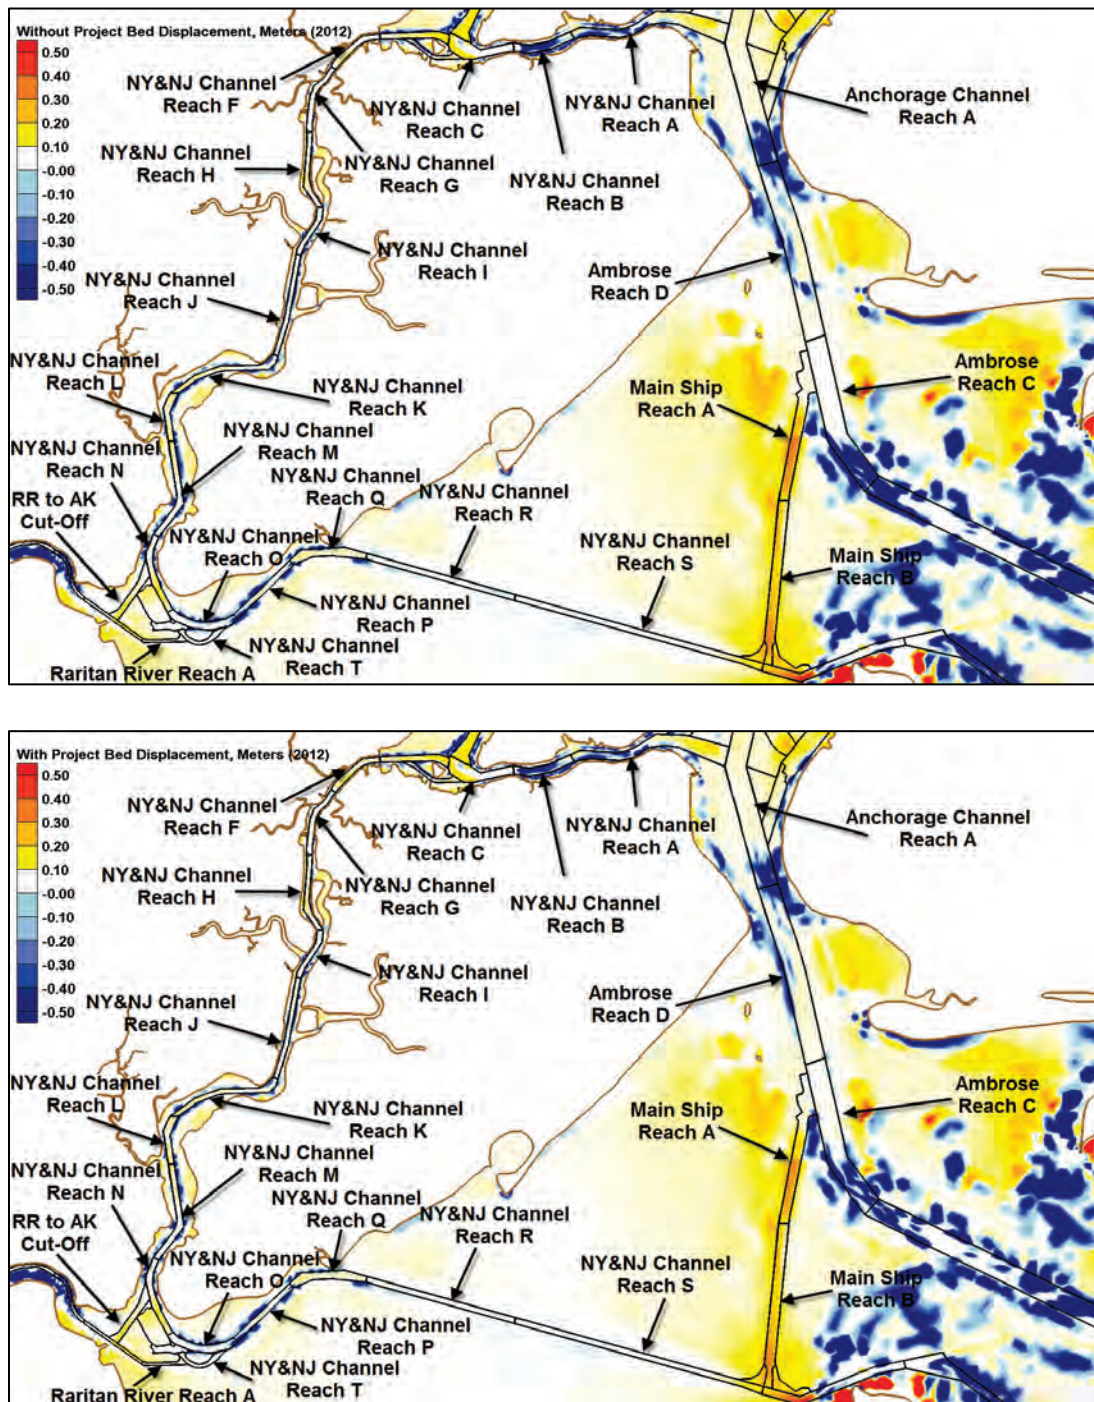 Without Project Bed Displacement, Meters (2012)
0.50
0.40
0.30
0.20
0.10
-0.00
-0.10
-0.20
-0.30
-0.40
-0.50
NY&NJ Channel
Reach F
NY&NJ Channel
Reach C
NY&NJ Channel
Reach A
Anchorage Channel
Reach A
NY&NJ Channel
Reach H
NY&NJ Channel
Reach G
NY&NJ Channel
Reach B
NY&NJ Channel
Reach I
Ambrose
Reach D
NY&NJ Channel
Reach J
NY&NJ Channel
Reach L
NY&NJ Channel
Reach K
Main Ship
Reach A
Ambrose
Reach C
NY&NJ Channel
Reach M
NY&NJ Channel
Reach N
NY&NJ Channel
Reach Q
NY&NJ Channel
Reach R
RR to AK
Cut-Off
NY&NJ Channel
Reach O
NY&NJ Channel
Reach S
Main Ship
Reach B
NY&NJ Channel
Reach P
NY&NJ Channel
Reach T
Raritan River Reach A
With Project Bed Displacement, Meters (2012)
0.50
0.40
0.30
0.20
0.10
-0.00
-0.10
-0.20
-0.30
-0.40
-0.50
NY&NJ Channel
Reach F
NY&NJ Channel
Reach C
NY&NJ Channel
Reach A
Anchorage Channel
Reach A
NY&NJ Channel
Reach H
NY&NJ Channel
Reach G
NY&NJ Channel
Reach B
NY&NJ Channel
Reach I
Ambrose
Reach D
NY&NJ Channel
Reach J
NY&NJ Channel
Reach L
NY&NJ Channel
Reach K
Main Ship
Reach A
Ambrose
Reach C
NY&NJ Channel
Reach M
NY&NJ Channel
Reach N
NY&NJ Channel
Reach Q
NY&NJ Channel
Reach R
RR to AK
Cut-Off
NY&NJ Channel
Reach O
NY&NJ Channel
Reach S
Main Ship
Reach B
NY&NJ Channel
Reach P
NY&NJ Channel
Reach T
Raritan River Reach A